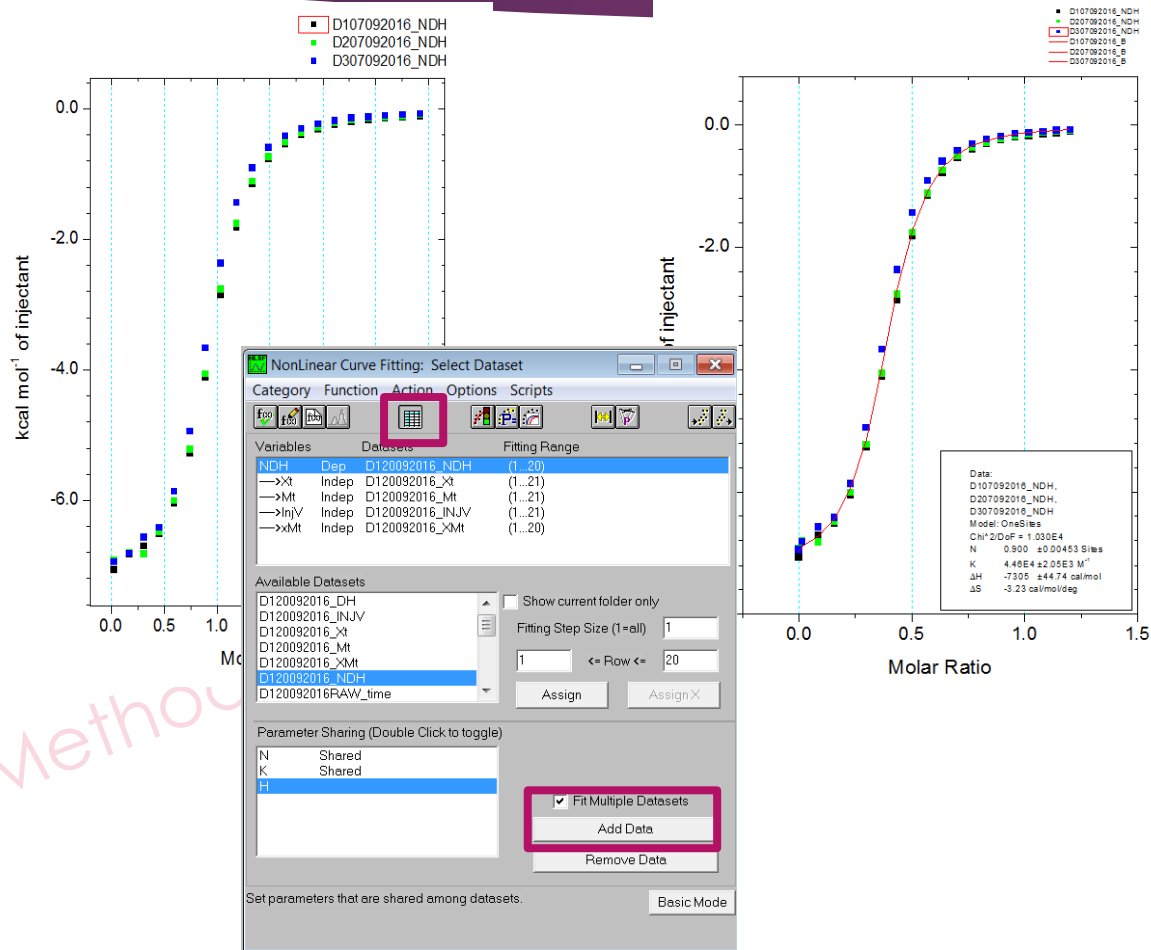 D107092016_NDH
D207092016_NDH
D307092016_NDH
0.0
-2.0
-4.0
-6.0
kcal mol-1 of injectant
0.0 0.5 1.0
NonLinear Curve Fitting: Select Dataset
Category Function Action Options Scripts
Variables Datasets Fitting Range
NDH Dep D120092016_NDH (1...20)
-->Xt Indep D120092016_Xt (1...21)
-->Mt Indep D120092016_Mt (1...21)
-->InjV Indep D120092016_INJV (1...21)
-->xMt Indep D120092016_XMt (1...20)
Available Datasets
D120092016_DH
D120092016_INJV
D120092016_Xt
D120092016_Mt
D120092016_XMt
D120092016_NDH
D120092016RAW_time
Show current folder only
Fitting Step Size (1=all) 1
1 <= Row <= 20
Assign Assign X
Parameter Sharing (Double Click to toggle)
N Shared
K Shared
H
Fit Multiple Datasets
Add Data
Remove Data
Set parameters that are shared among datasets.
Basic Mode
D107092016_NDH
D207092016_NDH
D307092016_NDH
D107092016_B
D207092016_B
D307092016_B
0.0
-2.0
of injectant
Data:
D107092016_NDH,
D207092016_NDH,
D307092016_NDH
Model: OneSites
Chi^2/DoF = 1.030E4
N 0.900 ±0.00453 Sites
K 4.46E4 ±2.05E3 M-1
ΔH -7305 ±44.74 cal/mol
ΔS -3.23 cal/mol/deg
0.0 0.5 1.0 1.5
Molar Ratio